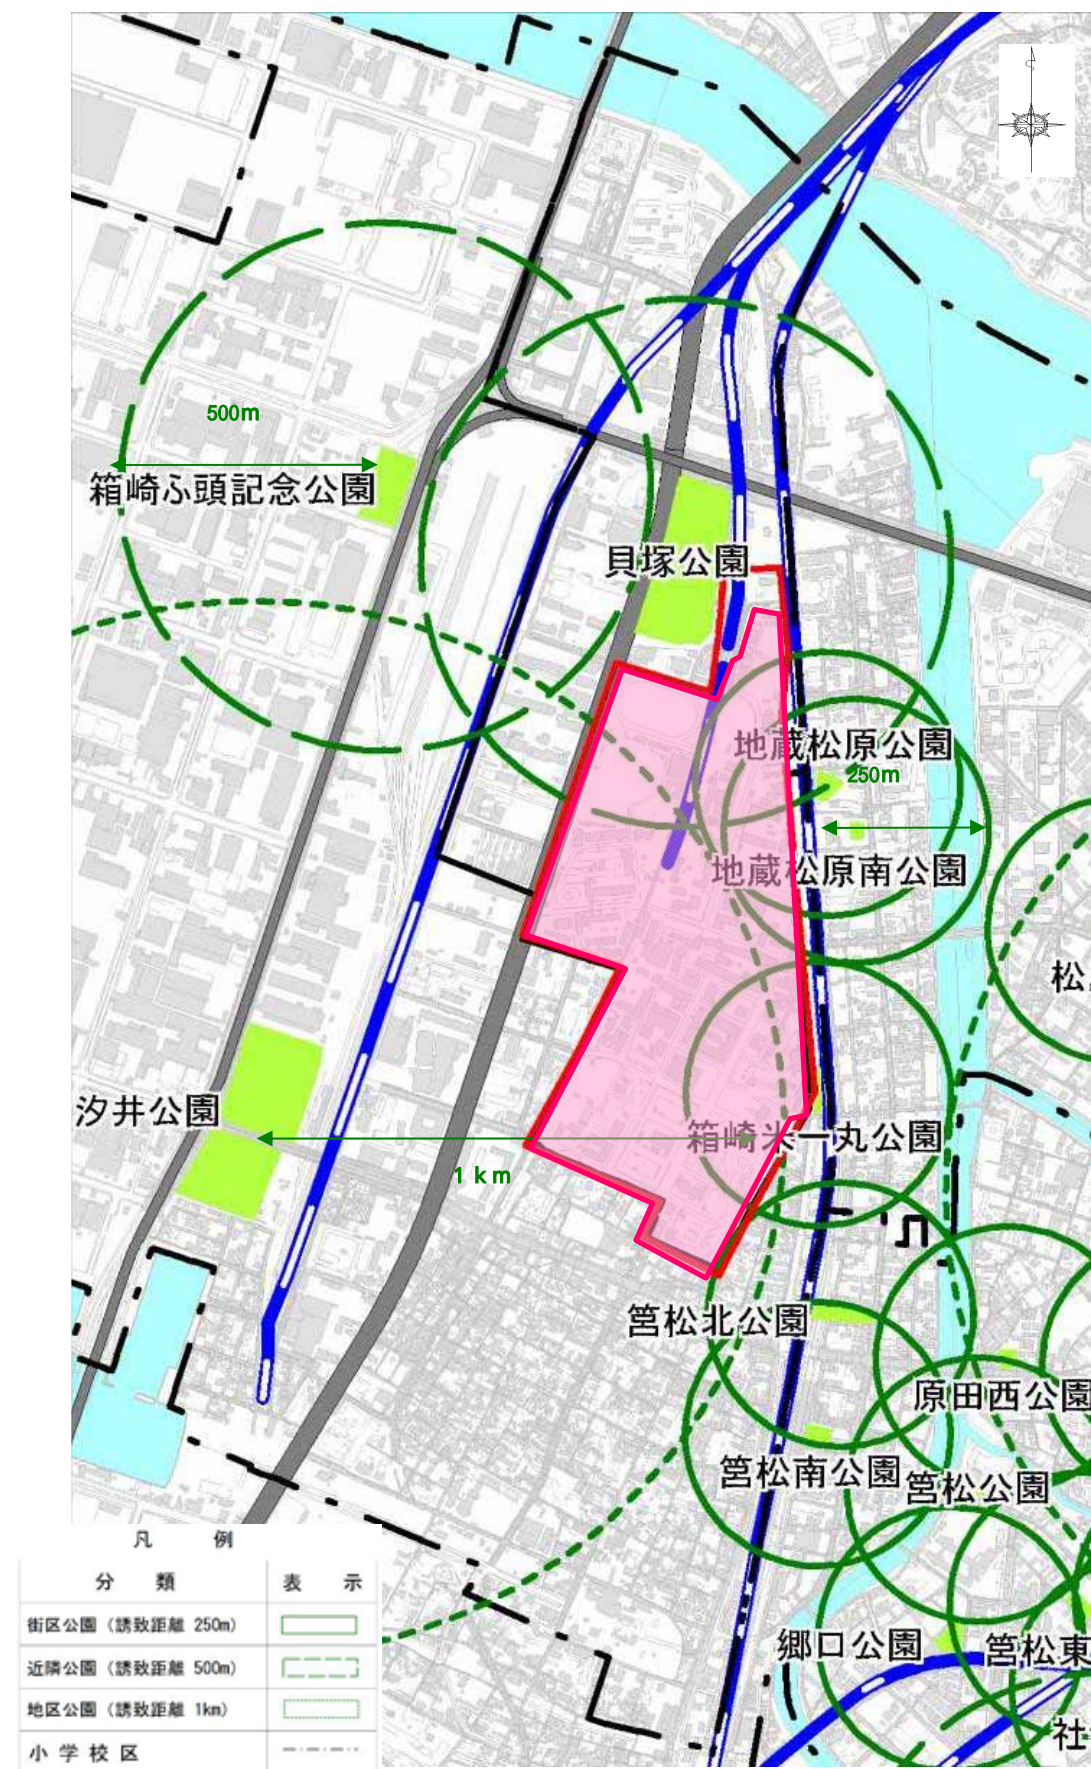 500m
箱崎ふ頭記念公園
貝塚公園
地蔵松原公園
250m
地蔵松原南公園
松
汐井公園
箱崎米一丸公園
1km
筥松北公園
原田西公園
筥松南公園
筥松公園
郷口公園
筥松東
社
凡 例
分 類 表 示
街区公園（誘致距離 250m）
近隣公園（誘致距離 500m）
地区公園（誘致距離 1km）
小 学 校 区